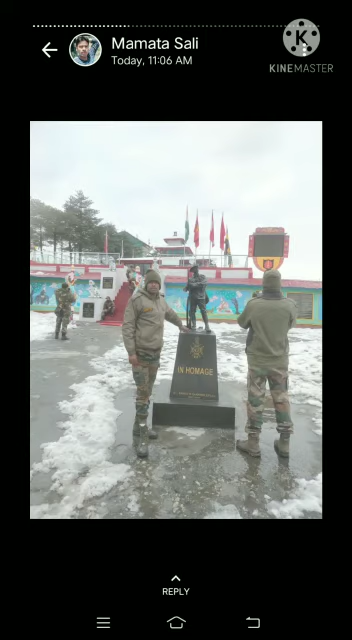 Mamata Sali
Today, 11:06 AM
KINEMASTER
IN HOMAGE
REPLY